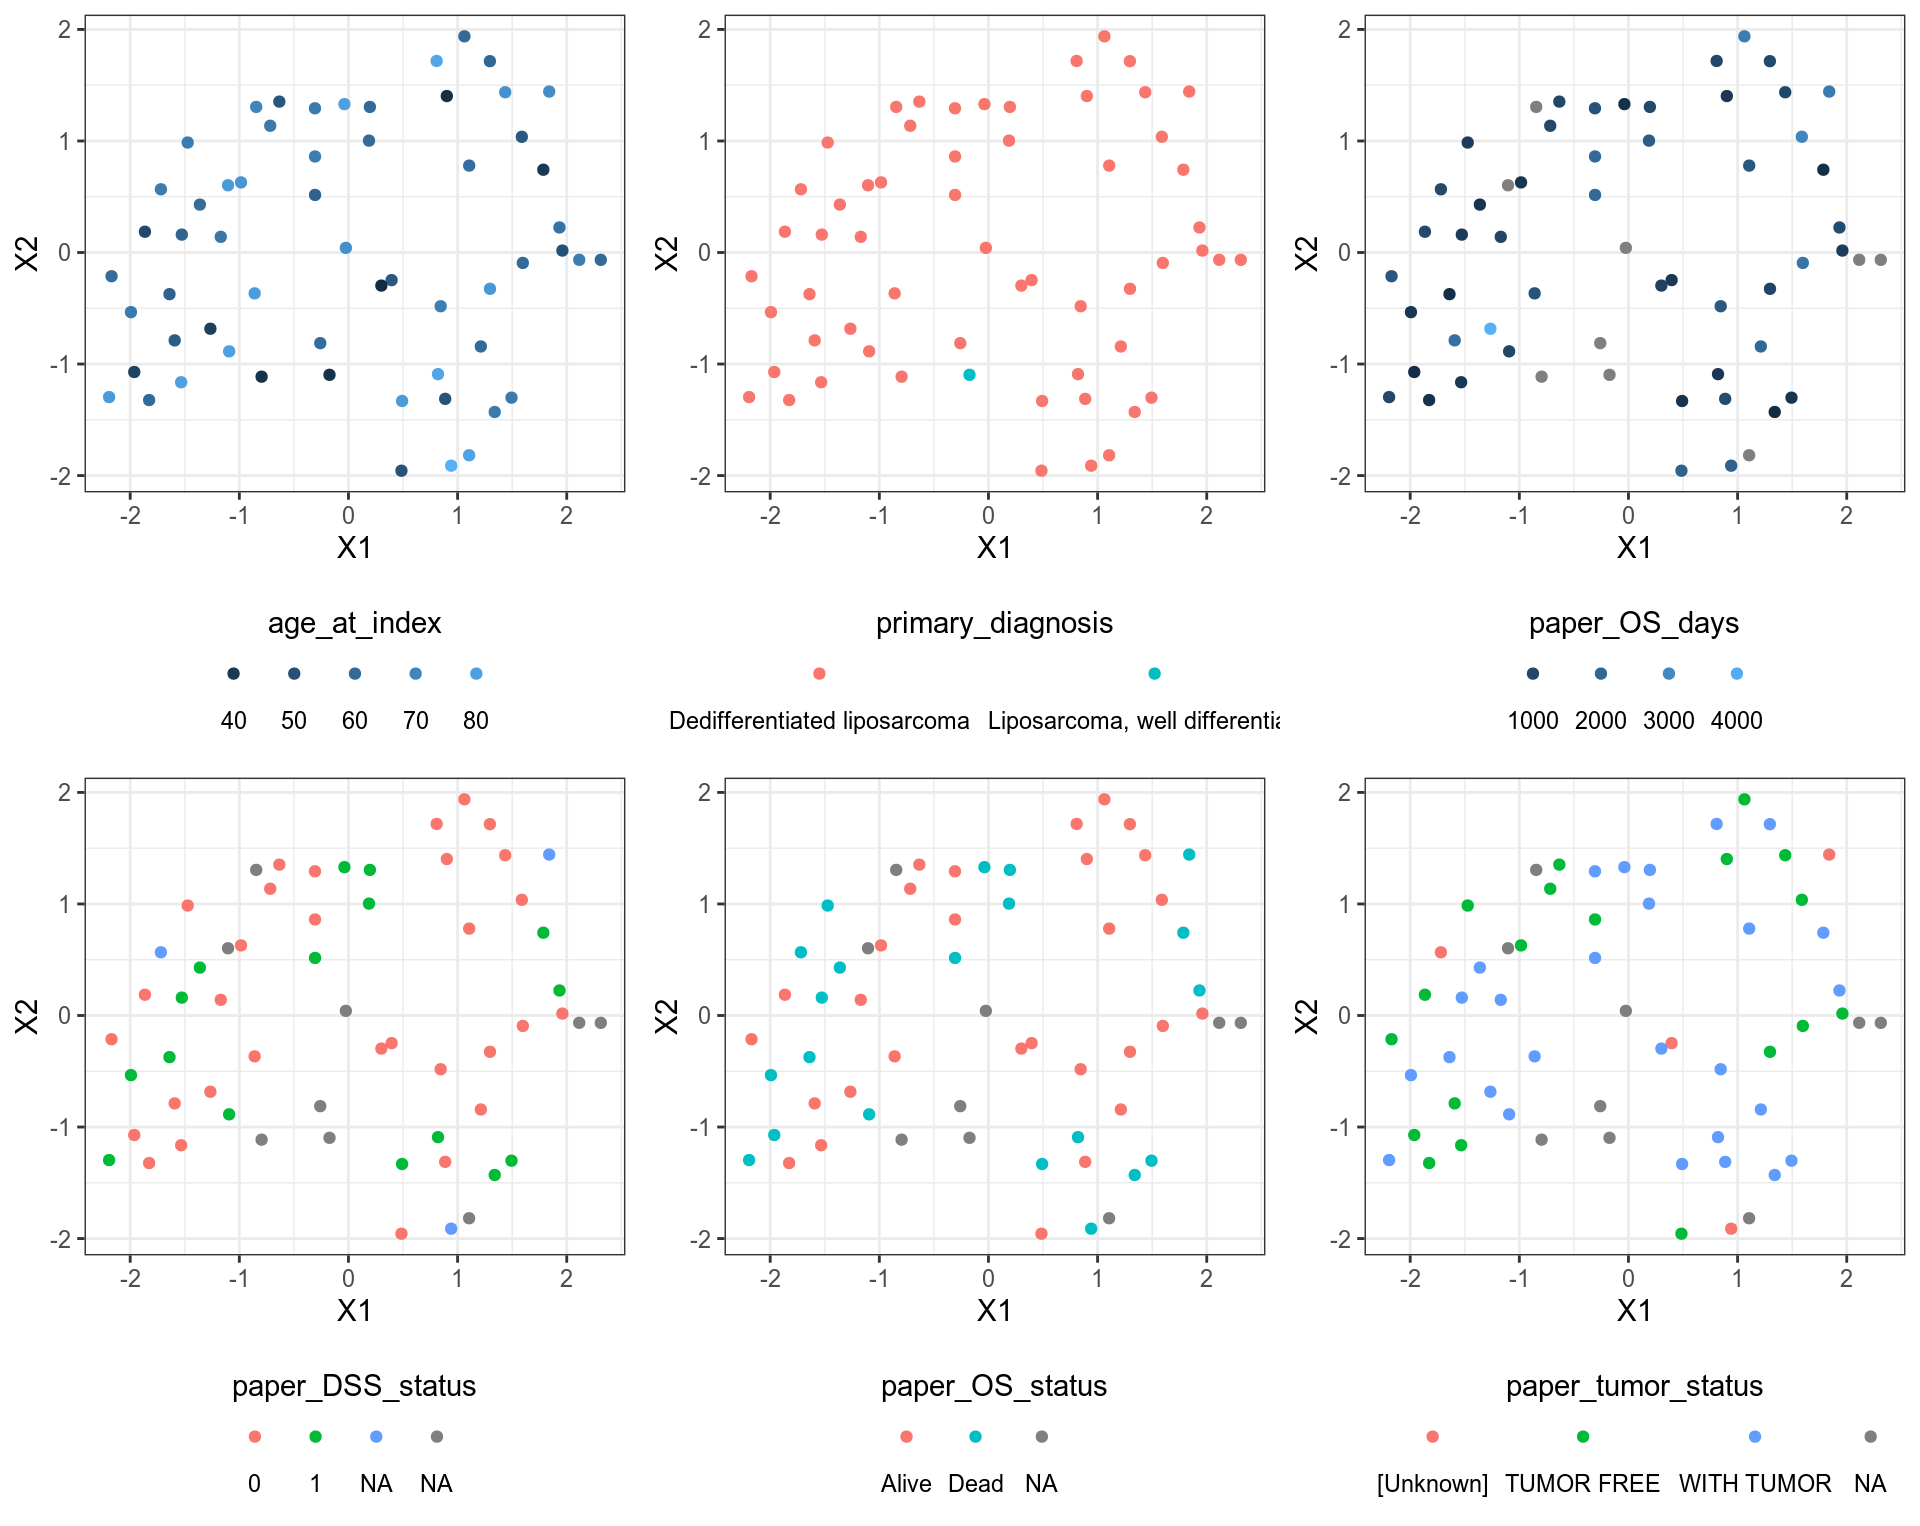 2
1
0
-1
-2
X2
-2 -1 0 1 2
X1
age_at_index
40 50 60 70 80
2
1
0
-1
-2
X2
-2 -1 0 1 2
X1
primary_diagnosis
Dedifferentiated liposarcoma Liposarcoma, well differentia
2
1
0
-1
-2
X2
-2 -1 0 1 2
X1
paper_OS_days
1000 2000 3000 4000
2
1
0
-1
-2
X2
-2 -1 0 1 2
X1
paper_DSS_status
0 1 NA NA
2
1
0
-1
-2
X2
-2 -1 0 1 2
X1
paper_OS_status
Alive Dead NA
2
1
0
-1
-2
X2
-2 -1 0 1 2
X1
paper_tumor_status
[Unknown] TUMOR FREE WITH TUMOR NA